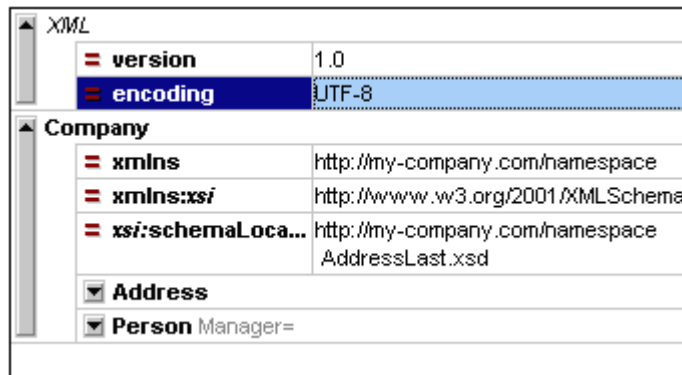 XML
= version 1.0
= encoding UTF-8
Company
= xmlns http://my-company.com/namespace
= xmlns:xsi http://www.w3.org/2001/XMLSchema
= xsi:schemaLoca... http://my-company.com/namespace
AddressLast.xsd
Address
Person Manager=